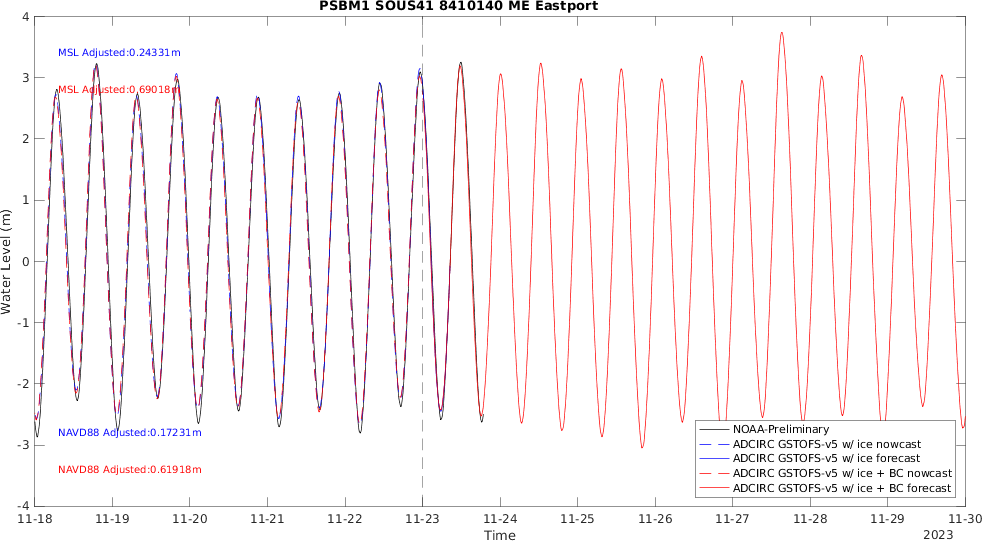 PSBM1 SOUS41 8410140 ME Eastport
4
3
2
1
0
-1
-2
-3
-4
Water Level (m)
MSL Adjusted:0.24331m
MSL Adjusted:0.69018m
NAVD88 Adjusted:0.17231m
NAVD88 Adjusted:0.61918m
NOAA-Preliminary
ADCIRC GSTOFS-v5 w/ ice nowcast
ADCIRC GSTOFS-v5 w/ ice forecast
ADCIRC GSTOFS-v5 w/ ice + BC nowcast
ADCIRC GSTOFS-v5 w/ ice + BC forecast
11-18 11-19 11-20 11-21 11-22 11-23 11-24 11-25 11-26 11-27 11-28 11-29 11-30
Time
2023